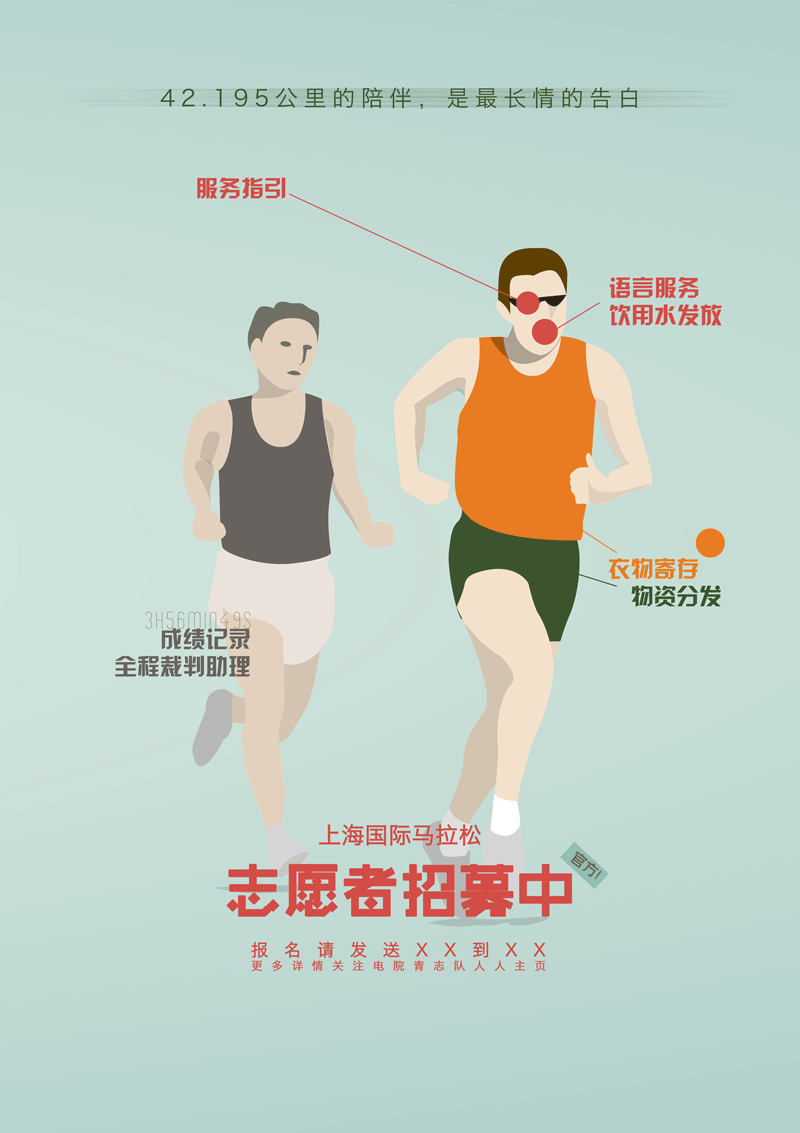 42.195公里的陪伴，是最长情的告白
服务指引
语言服务
饮用水发放
衣物寄存
物资分发
3H56MIN49S
成绩记录
全程裁判助理
上海国际马拉松
官方!
志愿者招募中
报名请发送XX到XX
更多详情关注电院青志队人人主页